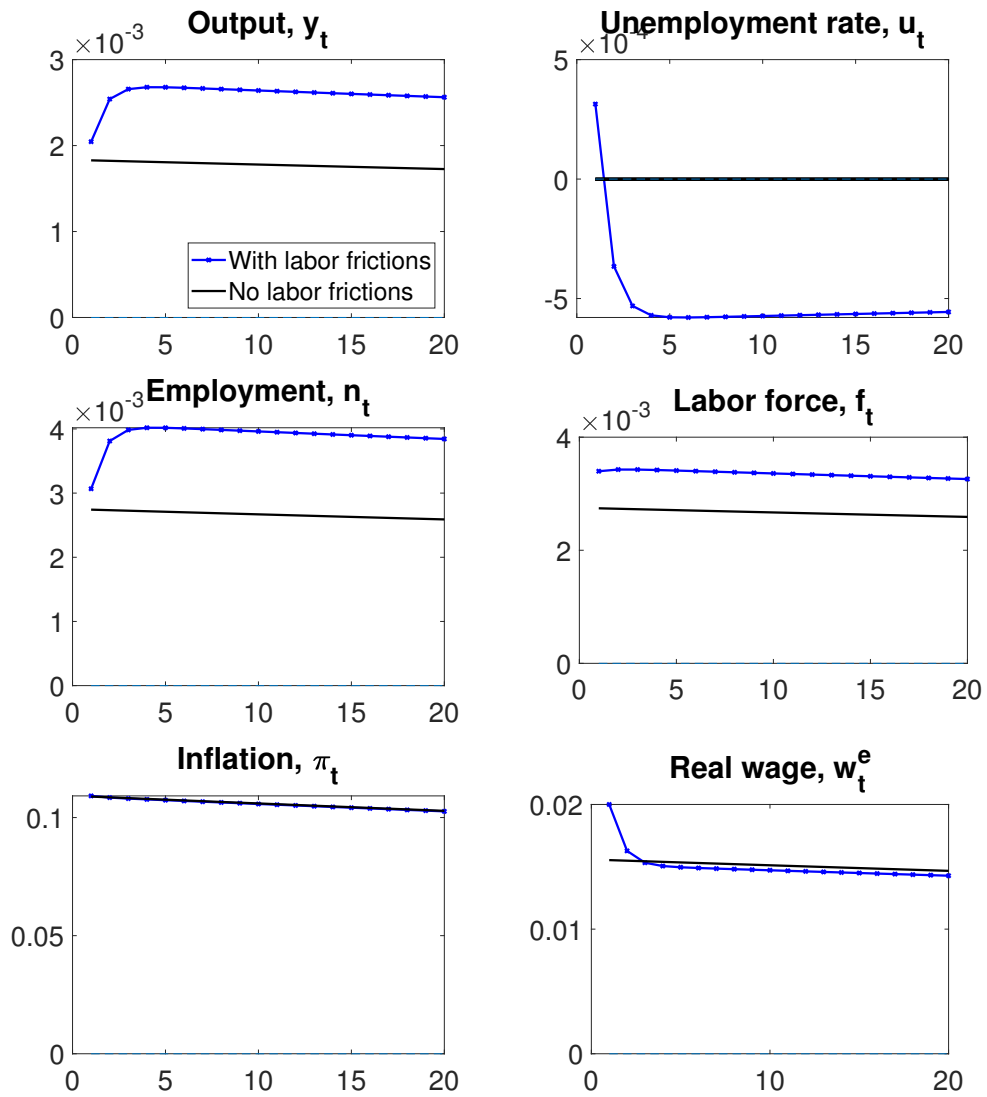 Output, y_t
×10^-3
3
2
1
0
With labor frictions
No labor frictions
0 5 10 15 20
Unemployment rate, u_t
×10^-4
5
0
-5
0 5 10 15 20
Employment, n_t
×10^-3
4
3
2
1
0
0 5 10 15 20
Labor force, f_t
×10^-3
4
2
0
0 5 10 15 20
Inflation, π_t
0.1
0.05
0
0 5 10 15 20
Real wage, w_t^e
0.02
0.01
0
0 10 20